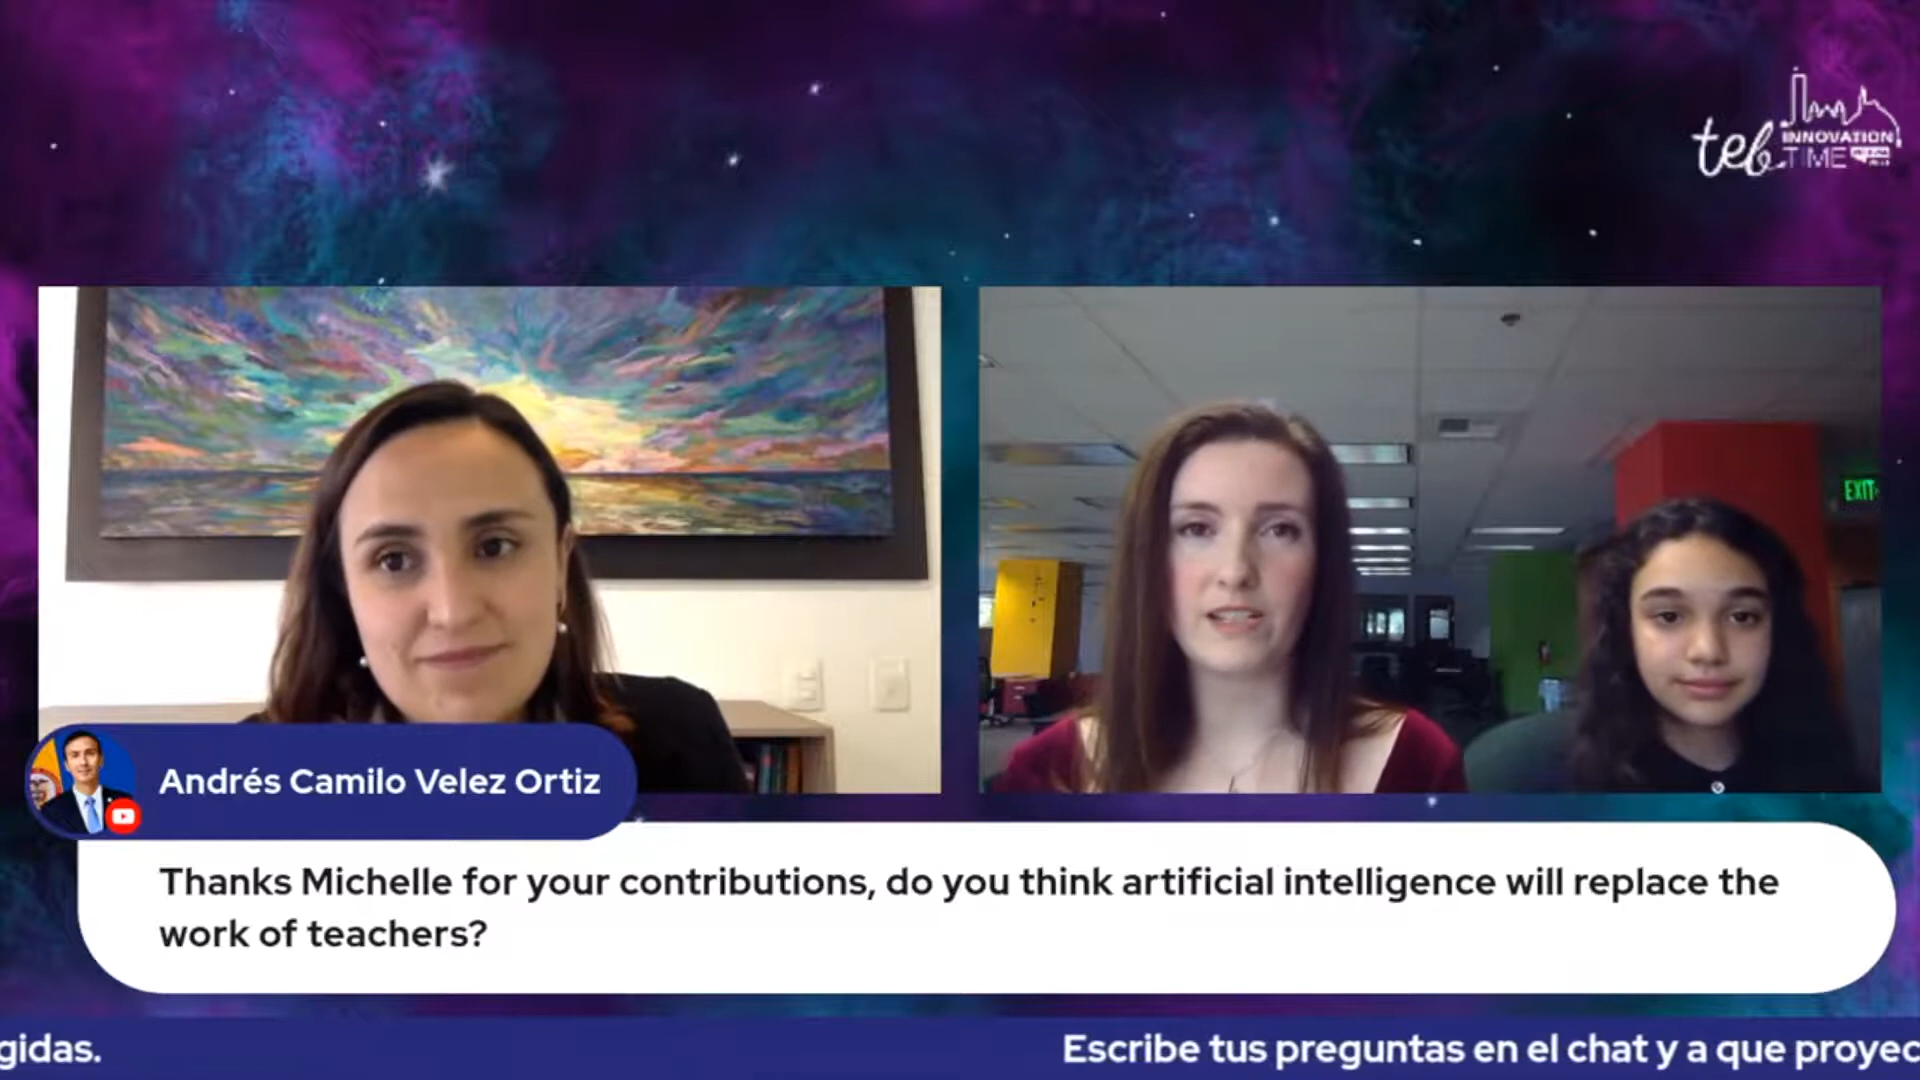 teb
INNOVATION
TIME
EXIT
Andrés Camilo Velez Ortiz
Thanks Michelle for your contributions, do you think artificial intelligence will replace the
work of teachers?
gidas.
Escribe tus preguntas en el chat y a que proyec